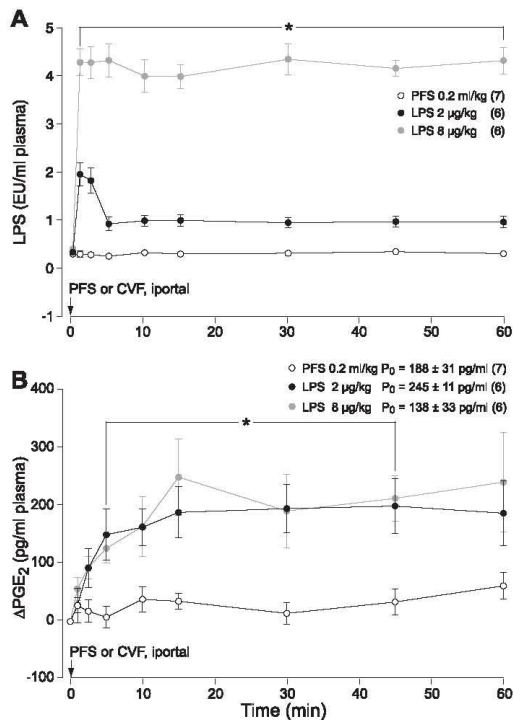 A
5
4
3
2
1
0
-1
LPS (EU/ml plasma)
*
PFS 0.2 ml/kg (7)
LPS 2 µg/kg (6)
LPS 8 µg/kg (6)
PFS or CVF, iportal
0 10 20 30 40 50 60
B
PFS 0.2 ml/kg P0 = 188 ± 31 pg/ml (7)
LPS 2 µg/kg P0 = 245 ± 11 pg/ml (6)
LPS 8 µg/kg P0 = 138 ± 33 pg/ml (6)
400
300
200
100
0
-100
ΔPGE2 (pg/ml plasma)
*
PFS or CVF, iportal
0 10 20 30 40 50 60
Time (min)